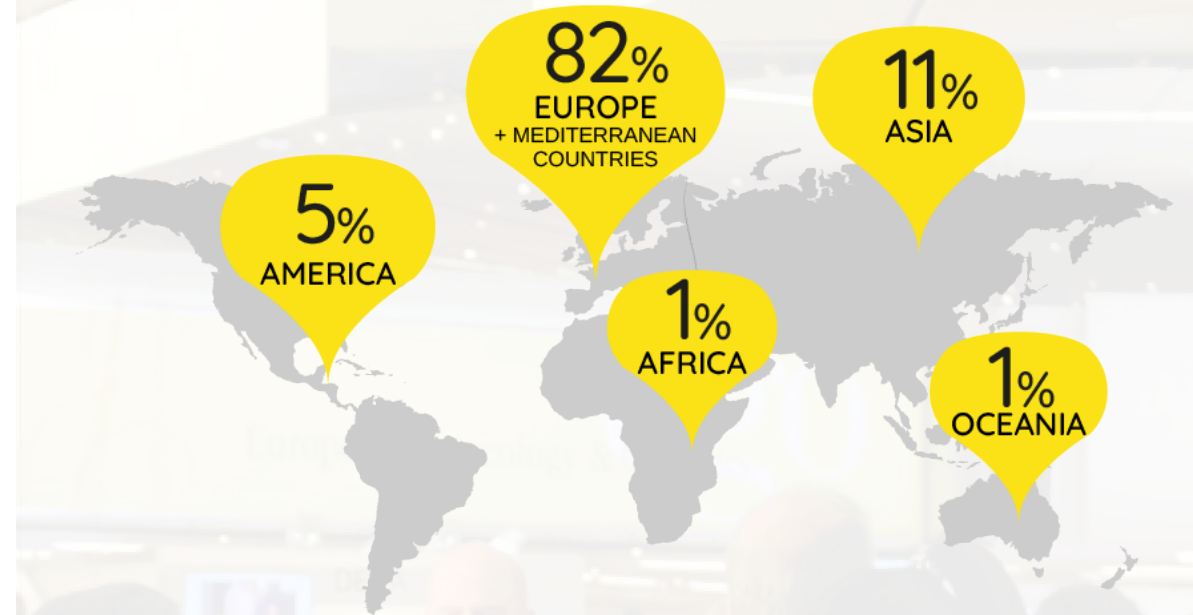 82%
EUROPE
+ MEDITERRANEAN
COUNTRIES
11%
ASIA
5%
AMERICA
1%
AFRICA
1%
OCEANIA